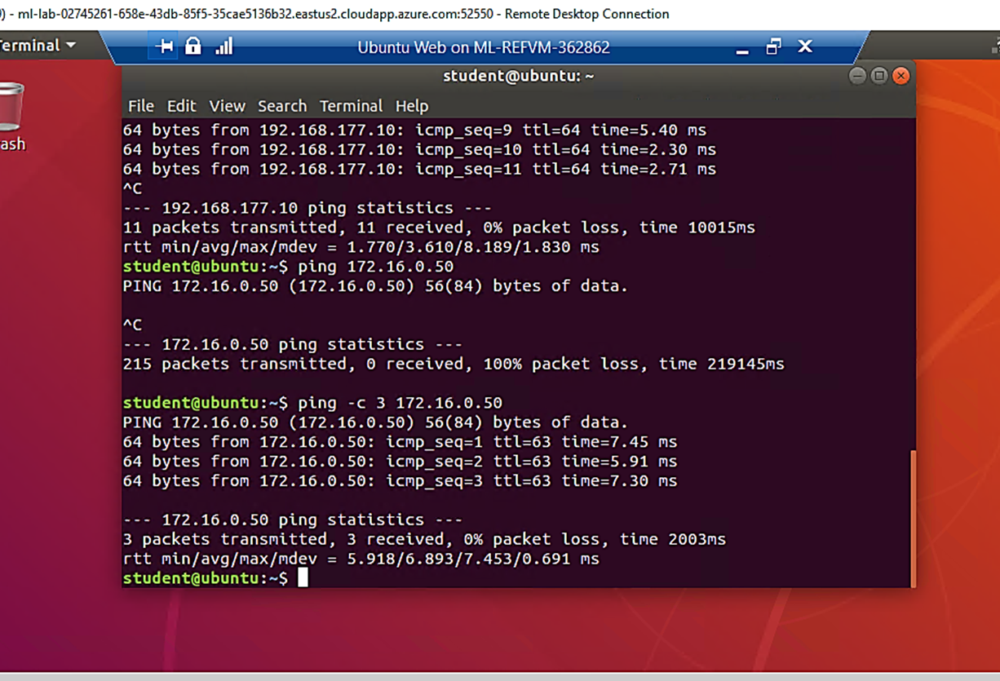 ) - ml-lab-02745261-658e-43db-85f5-35cae5136b32.eastus2.cloudapp.azure.com:52550 - Remote Desktop Connection
erminal
Ubuntu Web on ML-REFVM-362862
student@ubuntu: ~
ash
File Edit View Search Terminal Help
64 bytes from 192.168.177.10: icmp_seq=9 ttl=64 time=5.40 ms
64 bytes from 192.168.177.10: icmp_seq=10 ttl=64 time=2.30 ms
64 bytes from 192.168.177.10: icmp_seq=11 ttl=64 time=2.71 ms
^C
--- 192.168.177.10 ping statistics ---
11 packets transmitted, 11 received, 0% packet loss, time 10015ms
rtt min/avg/max/mdev = 1.770/3.610/8.189/1.830 ms
student@ubuntu:~$ ping 172.16.0.50
PING 172.16.0.50 (172.16.0.50) 56(84) bytes of data.
^C
--- 172.16.0.50 ping statistics ---
215 packets transmitted, 0 received, 100% packet loss, time 219145ms
student@ubuntu:~$ ping -c 3 172.16.0.50
PING 172.16.0.50 (172.16.0.50) 56(84) bytes of data.
64 bytes from 172.16.0.50: icmp_seq=1 ttl=63 time=7.45 ms
64 bytes from 172.16.0.50: icmp_seq=2 ttl=63 time=5.91 ms
64 bytes from 172.16.0.50: icmp_seq=3 ttl=63 time=7.30 ms
--- 172.16.0.50 ping statistics ---
3 packets transmitted, 3 received, 0% packet loss, time 2003ms
rtt min/avg/max/mdev = 5.918/6.893/7.453/0.691 ms
student@ubuntu:~$